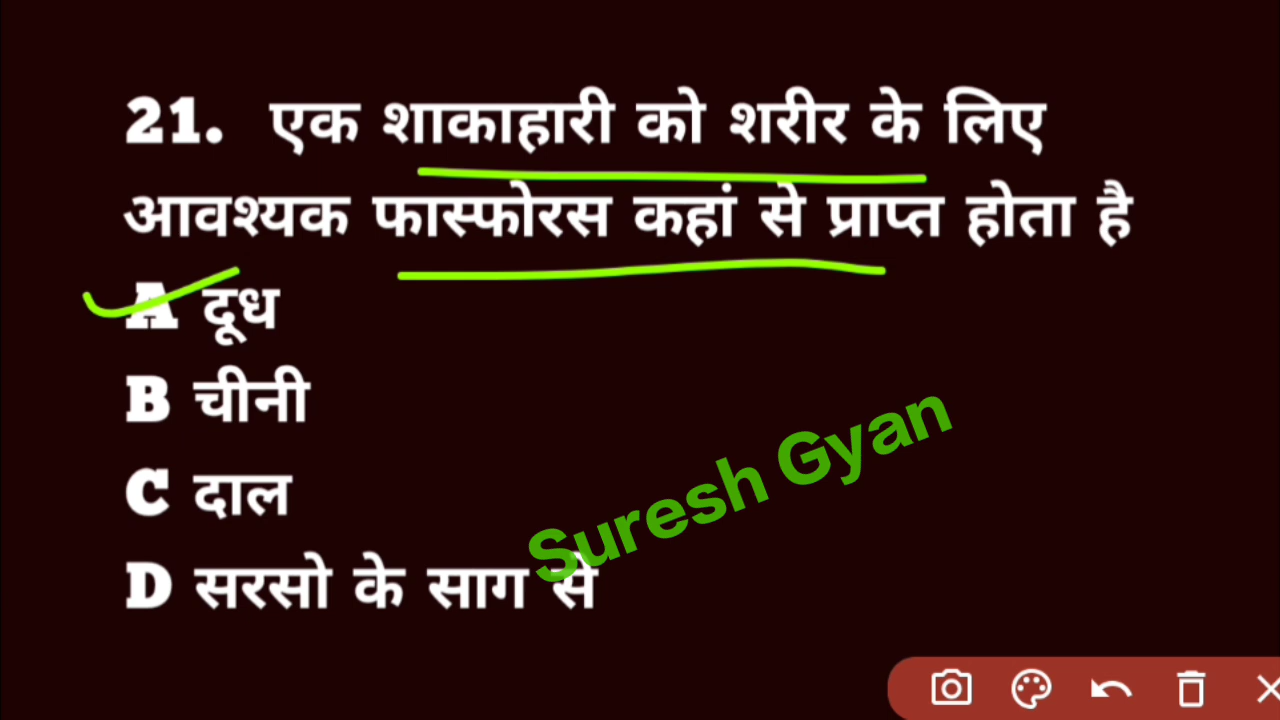 21. एक शाकाहारी को शरीर के लिए
आवश्यक फास्फोरस कहां से प्राप्त होता है
A दूध
B चीनी
C दाल
D सरसो के साग से
Suresh Gyan